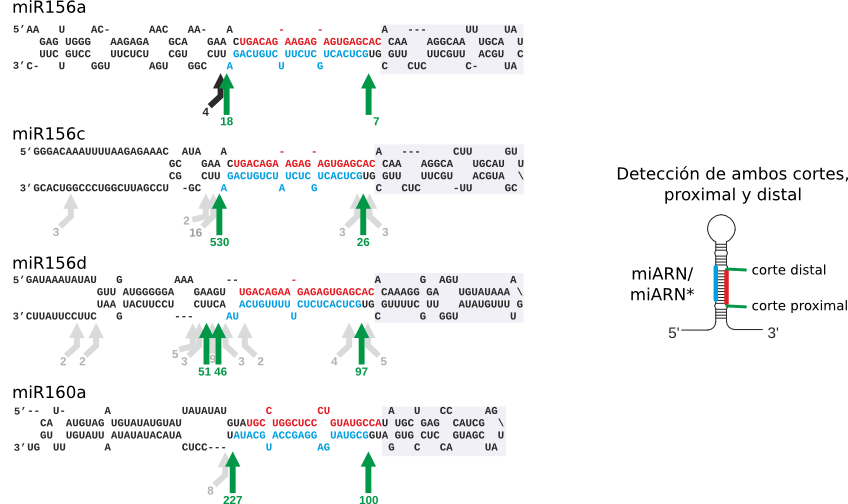 miR156a
5’AA U AC- AAC AA- A - - A --- UU UA
GAG UGGG AAGAGA GCA GAA CUGACAG AAGAG AGUGAGCAC CAA AGGCAA UGCA U
UUC GUCC UUCUCU CGU CUU GACUGUC UUCUC UCACUCGUG GUU UUCGUU ACGU C
3’C- U GGU AGU GGC A U G C CUC C- UA
4
18
7
miR156c
5’GGGACAAAUUUUAAGAGAAAC AUA A - - A --- CUU GU
GC GAA CUGACAGA AGAG AGUGAGCAC CAA AGGCA UGCAU U
CG CUU GACUGUCU UCUC UCACUCGUG GUU UUCGU ACGUA \
3’GCACUGGCCCUGGCUUAGCCU -GC A A G C CUC -UU GC
3
2
16
530
3
26
3
miR156d
5’GAUAAAUAUAU G AAA -- - A G AGU A
GUU AUGGGGGA GAAGU UGACAGAA GAGAGUGAGCAC CAAAGG GA UGUAUAAA \
UAA UACUUCCU CUUCA ACUGUUUU CUCUCACUCGUG GUUUUC UU AUAUGUUU G
3’CUUAUUCCUUC G --- AU U C G GGU U
2
2
5
3
51
9
46
3
2
4
97
5
miR160a
5’-- U- A UAUAUAU C CU A U CC AG
CA AUGUAG UGUAUUAUGUAU GUAUGC UGGCUCC GUAUGCCAU UGC GAG CAUCG \
GU UGUAUU AUAUAUACAUA UAUACG ACCGAGG UAUGCGGUA GUG CUC GUAGC U
3’UG UU A CUCC--- U AG G C CA UA
8
227
100
Detección de ambos cortes,
proximal y distal
miARN/
miARN*
corte distal
corte proximal
5'
3'